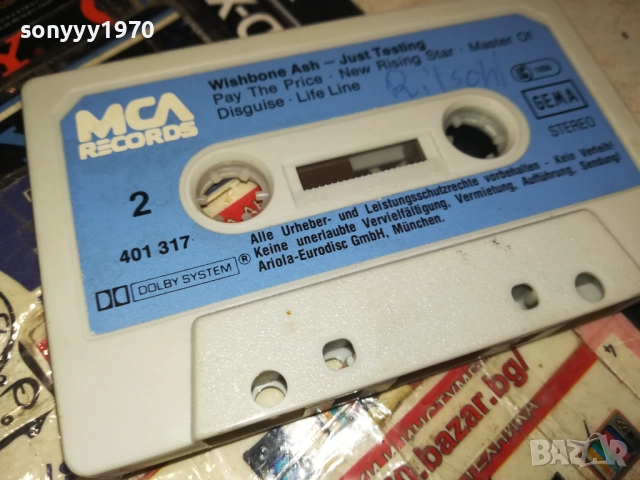 sonyyy1970
Wishbone Ash – Just Testing
Pay The Price · New Rising Star · Master Of
Disguise · Life Line
MCA
RECORDS
GEMA
STEREO
2
401 317
DOLBY SYSTEM ®
Alle Urheber- und Leistungsschutzrechte vorbehalten - Kein Verleih!
Keine unerlaubte Vervielfältigung, Vermietung, Aufführung, Sendung!
Ariola-Eurodisc GmbH, München.
4
.bazar.bg/
BAZAR